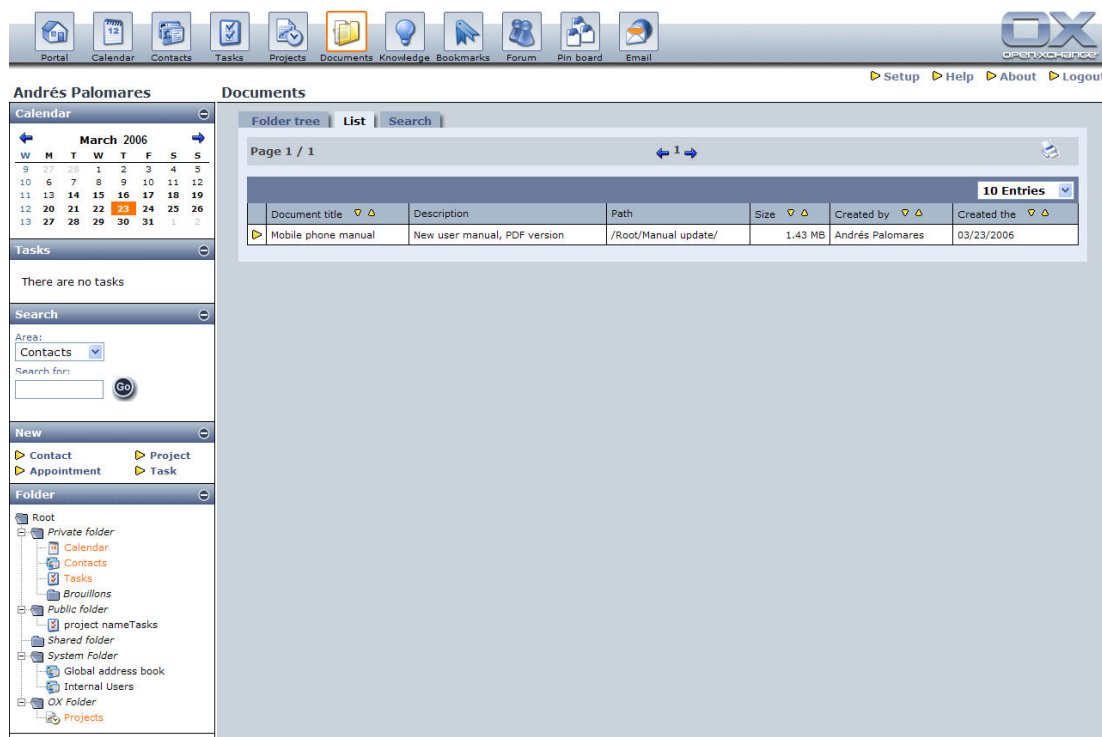 Portal Calendar Contacts Tasks Projects Documents Knowledge Bookmarks Forum Pin board Email
OX
OPEN XCHANGE
Setup Help About Logout
Andrés Palomares
Documents
Calendar
March 2006
W M T W T F S S
9 27 28 1 2 3 4 5
10 6 7 8 9 10 11 12
11 13 14 15 16 17 18 19
12 20 21 22 23 24 25 26
13 27 28 29 30 31 1 2
Tasks
There are no tasks
Search
Area:
Contacts
Search for:
Go
New
Contact Project
Appointment Task
Folder
Root
Private folder
Calendar
Contacts
Tasks
Brouillons
Public folder
project nameTasks
Shared folder
System Folder
Global address book
Internal Users
OX Folder
Projects
Folder tree List Search
Page 1 / 1
1
10 Entries
Document title Description Path Size Created by Created the
Mobile phone manual New user manual, PDF version /Root/Manual update/ 1.43 MB Andrés Palomares 03/23/2006